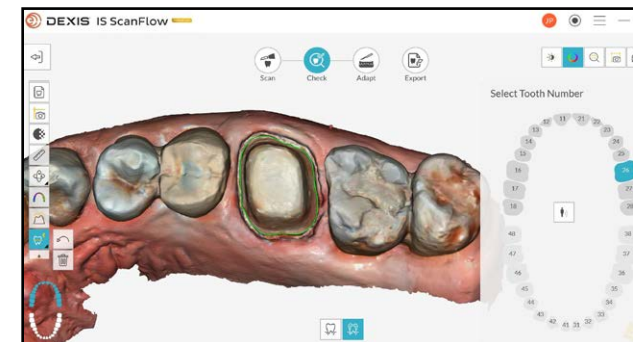 DEXIS IS ScanFlow
JP
Scan
Check
Adapt
Export
Select Tooth Number
12 11 21 22
13 23
14 24
15 25
16 26
17 27
18 28
48 38
47 37
46 36
45 35
44 34
43 33
42 41 31 32